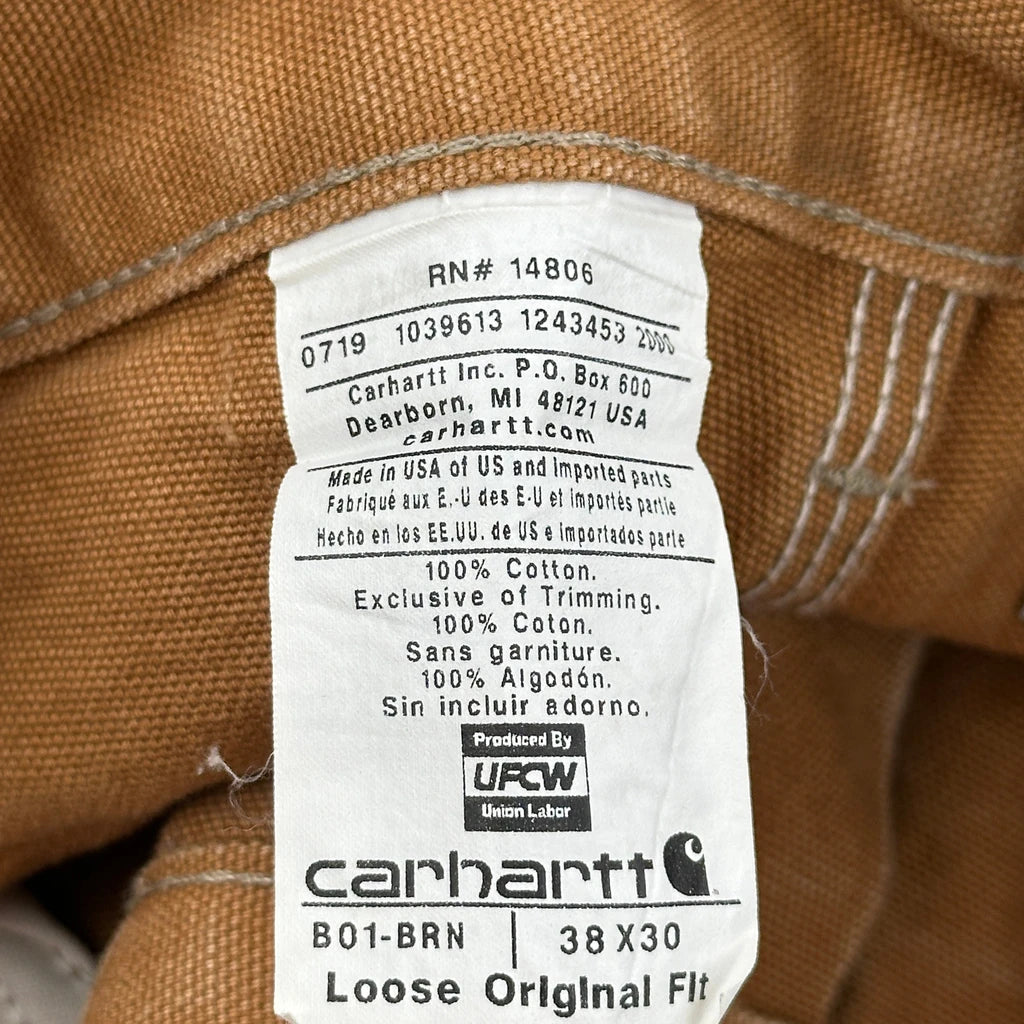 RN# 14806
0719 1039613 1243453 2000
Carhartt Inc. P.O. Box 600
Dearborn, MI 48121 USA
carhartt.com
Made in USA of US and Imported parts
Fabriqué aux E.-U des E-U et importés partie
Hecho en los EE.UU. de US e importados parte
100% Cotton.
Exclusive of Trimming.
100% Coton.
Sans garniture.
100% Algodón.
Sin incluir adorno.
Produced By
UFCW
Union Labor
carhartt
B01-BRN | 38 X30
Loose Original Fit